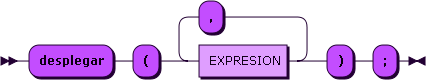 ,
desplegar ( EXPRESION ) ;